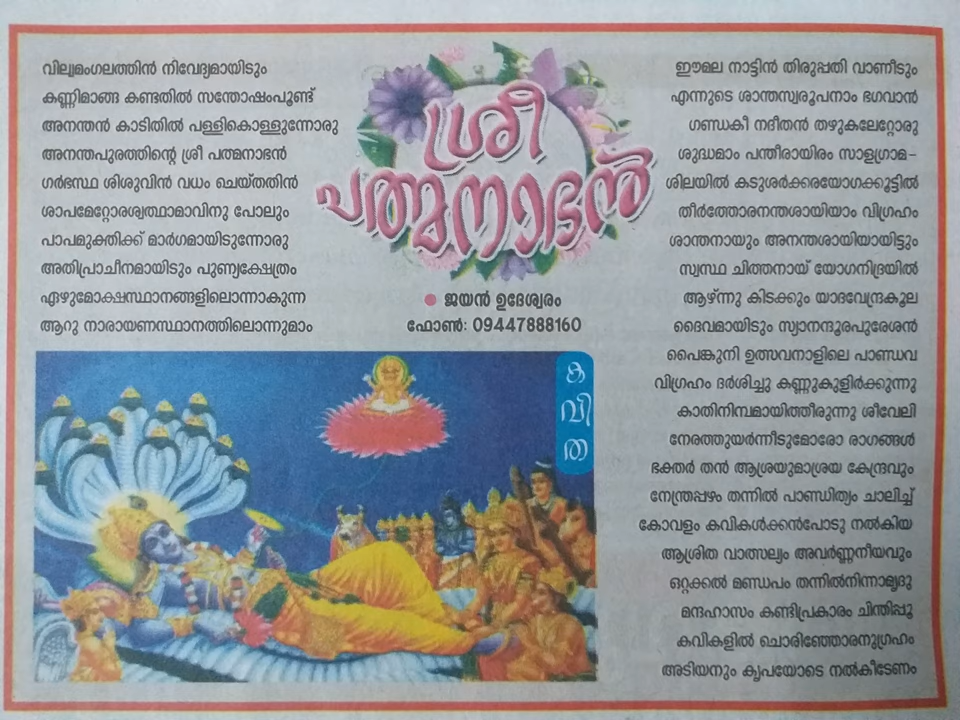 ശ്രീ
പത്മനാഭൻ
● ജയൻ ഉദേശ്വരം
ഫോൺ: 09447888160
വില്വമംഗലത്തിൻ നിവേദ്യമായിടും
കണ്ണിമാങ്ങ കണ്ടതിൽ സന്തോഷംപൂണ്ട്
അനന്തൻ കാടിതിൽ പള്ളികൊള്ളുന്നോരു
അനന്തപുരത്തിന്റെ ശ്രീ പത്മനാഭൻ
ഗർഭസ്ഥ ശിശുവിൻ വധം ചെയ്തതിൻ
ശാപമേറ്റോരശ്വത്ഥാമാവിനു പോലും
പാപമുക്തിക്ക് മാർഗമായിടുന്നോരു
അതിപ്രാചീനമായിടും പുണ്യക്ഷേത്രം
ഏഴുമോക്ഷസ്ഥാനങ്ങളിലൊന്നാകുന്ന
ആറു നാരായണസ്ഥാനത്തിലൊന്നുമാം
കവിത
ഈമല നാട്ടിൻ തിരുപ്പതി വാണീടും
എന്നുടെ ശാന്തസ്വരൂപനാം ഭഗവാൻ
ഗണ്ഡകീ നദീതൻ തഴുകലേറ്റോരു
ശുദ്ധമാം പന്തീരായിരം സാളഗ്രാമ–
ശിലയിൽ കടുശർക്കരയോഗക്കൂട്ടിൽ
തീർത്തോരനന്തശായിയാം വിഗ്രഹം
ശാന്തനായും അനന്തശായിയായിട്ടും
സ്വസ്ഥ ചിത്തനായ് യോഗനിദ്രയിൽ
ആഴ്ന്നു കിടക്കും യാദവേന്ദ്രകുല
ദൈവമായിടും സ്യാനന്ദൂരപുരേശൻ
പൈങ്കുനി ഉത്സവനാളിലെ പാണ്ഡവ
വിഗ്രഹം ദർശിച്ചു കണ്ണുകുളിർക്കുന്നു
കാതിനിമ്പമായിത്തീരുന്നു ശീവേലി
നേരത്തുയർന്നീടുമോരോ രാഗങ്ങൾ
ഭക്തർ തൻ ആശ്രയുമാശ്രയ കേന്ദ്രവും
നേന്ത്രപ്പഴം തന്നിൽ പാണ്ഡിത്യം ചാലിച്ച്
കോവളം കവികൾക്കൻപോടു നൽകിയ
ആശ്രിത വാത്സല്യം അവർണ്ണനീയവും
ഒറ്റക്കൽ മണ്ഡപം തന്നിൽനിന്നാമൃദു
മന്ദഹാസം കണ്ടിപ്രകാരം ചിന്തിപ്പൂ
കവികളിൽ ചൊരിഞ്ഞോരനുഗ്രഹം
അടിയനും കൃപയോടെ നൽകീടേണം